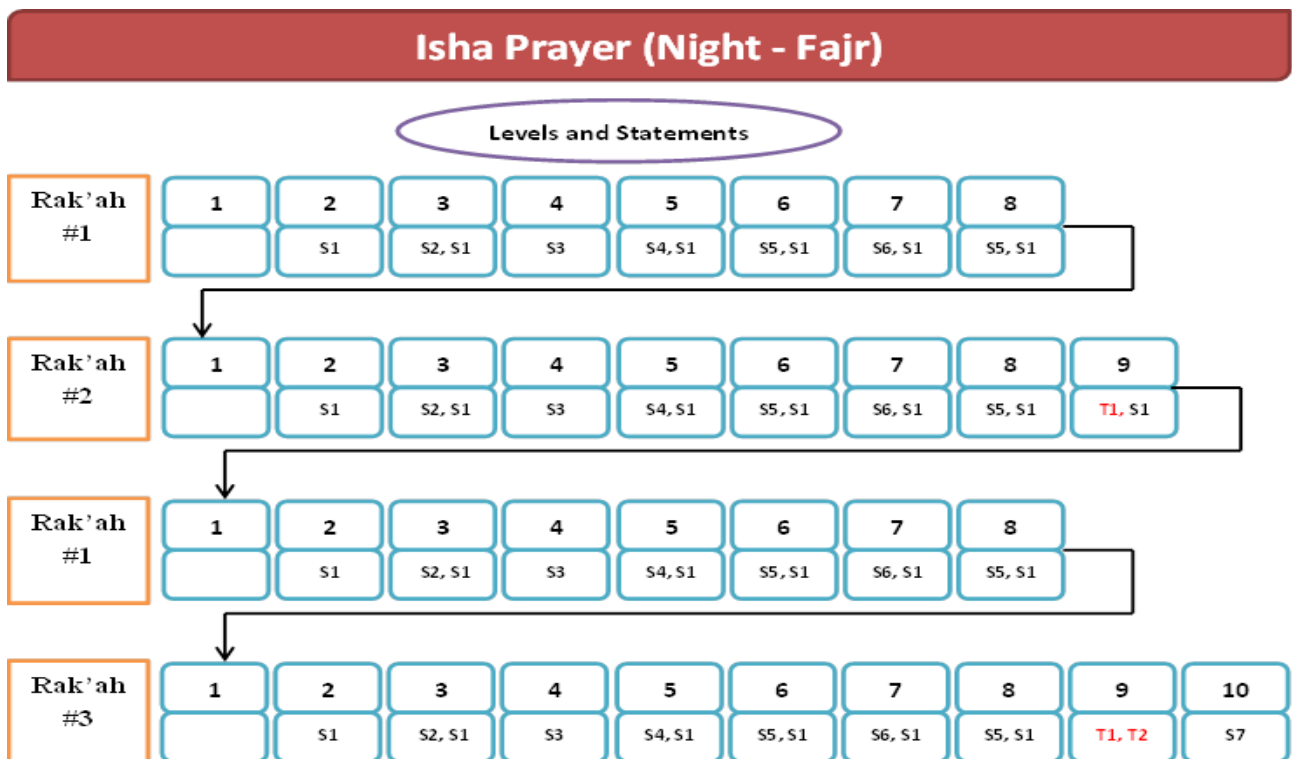 Isha Prayer (Night - Fajr)
Levels and Statements
Rak'ah
#1
1 2 3 4 5 6 7 8
S1 S2, S1 S3 S4, S1 S5, S1 S6, S1 S5, S1
Rak'ah
#2
1 2 3 4 5 6 7 8 9
S1 S2, S1 S3 S4, S1 S5, S1 S6, S1 S5, S1 T1, S1
Rak'ah
#1
1 2 3 4 5 6 7 8
S1 S2, S1 S3 S4, S1 S5, S1 S6, S1 S5, S1
Rak'ah
#3
1 2 3 4 5 6 7 8 9 10
S1 S2, S1 S3 S4, S1 S5, S1 S6, S1 S5, S1 T1, T2 S7